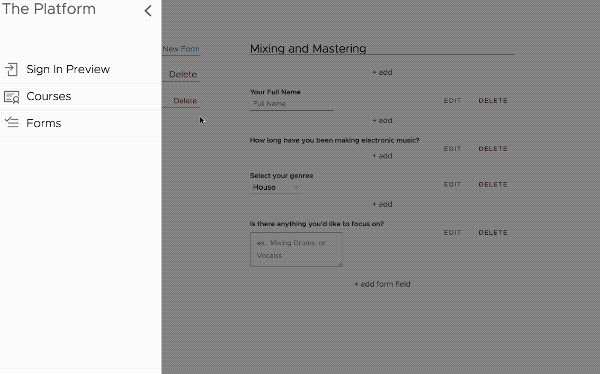 The Platform
Sign In Preview
Courses
Forms
New Form
Delete
Delete
Mixing and Mastering
+ add
Your Full Name
Full Name
EDIT DELETE
+ add
How long have you been making electronic music?
EDIT DELETE
+ add
Select your genree
House
EDIT DELETE
+ add
Is there anything you'd like to focus on?
EDIT DELETE
ex. Mixing Drums or
Vocalss
+ add form field